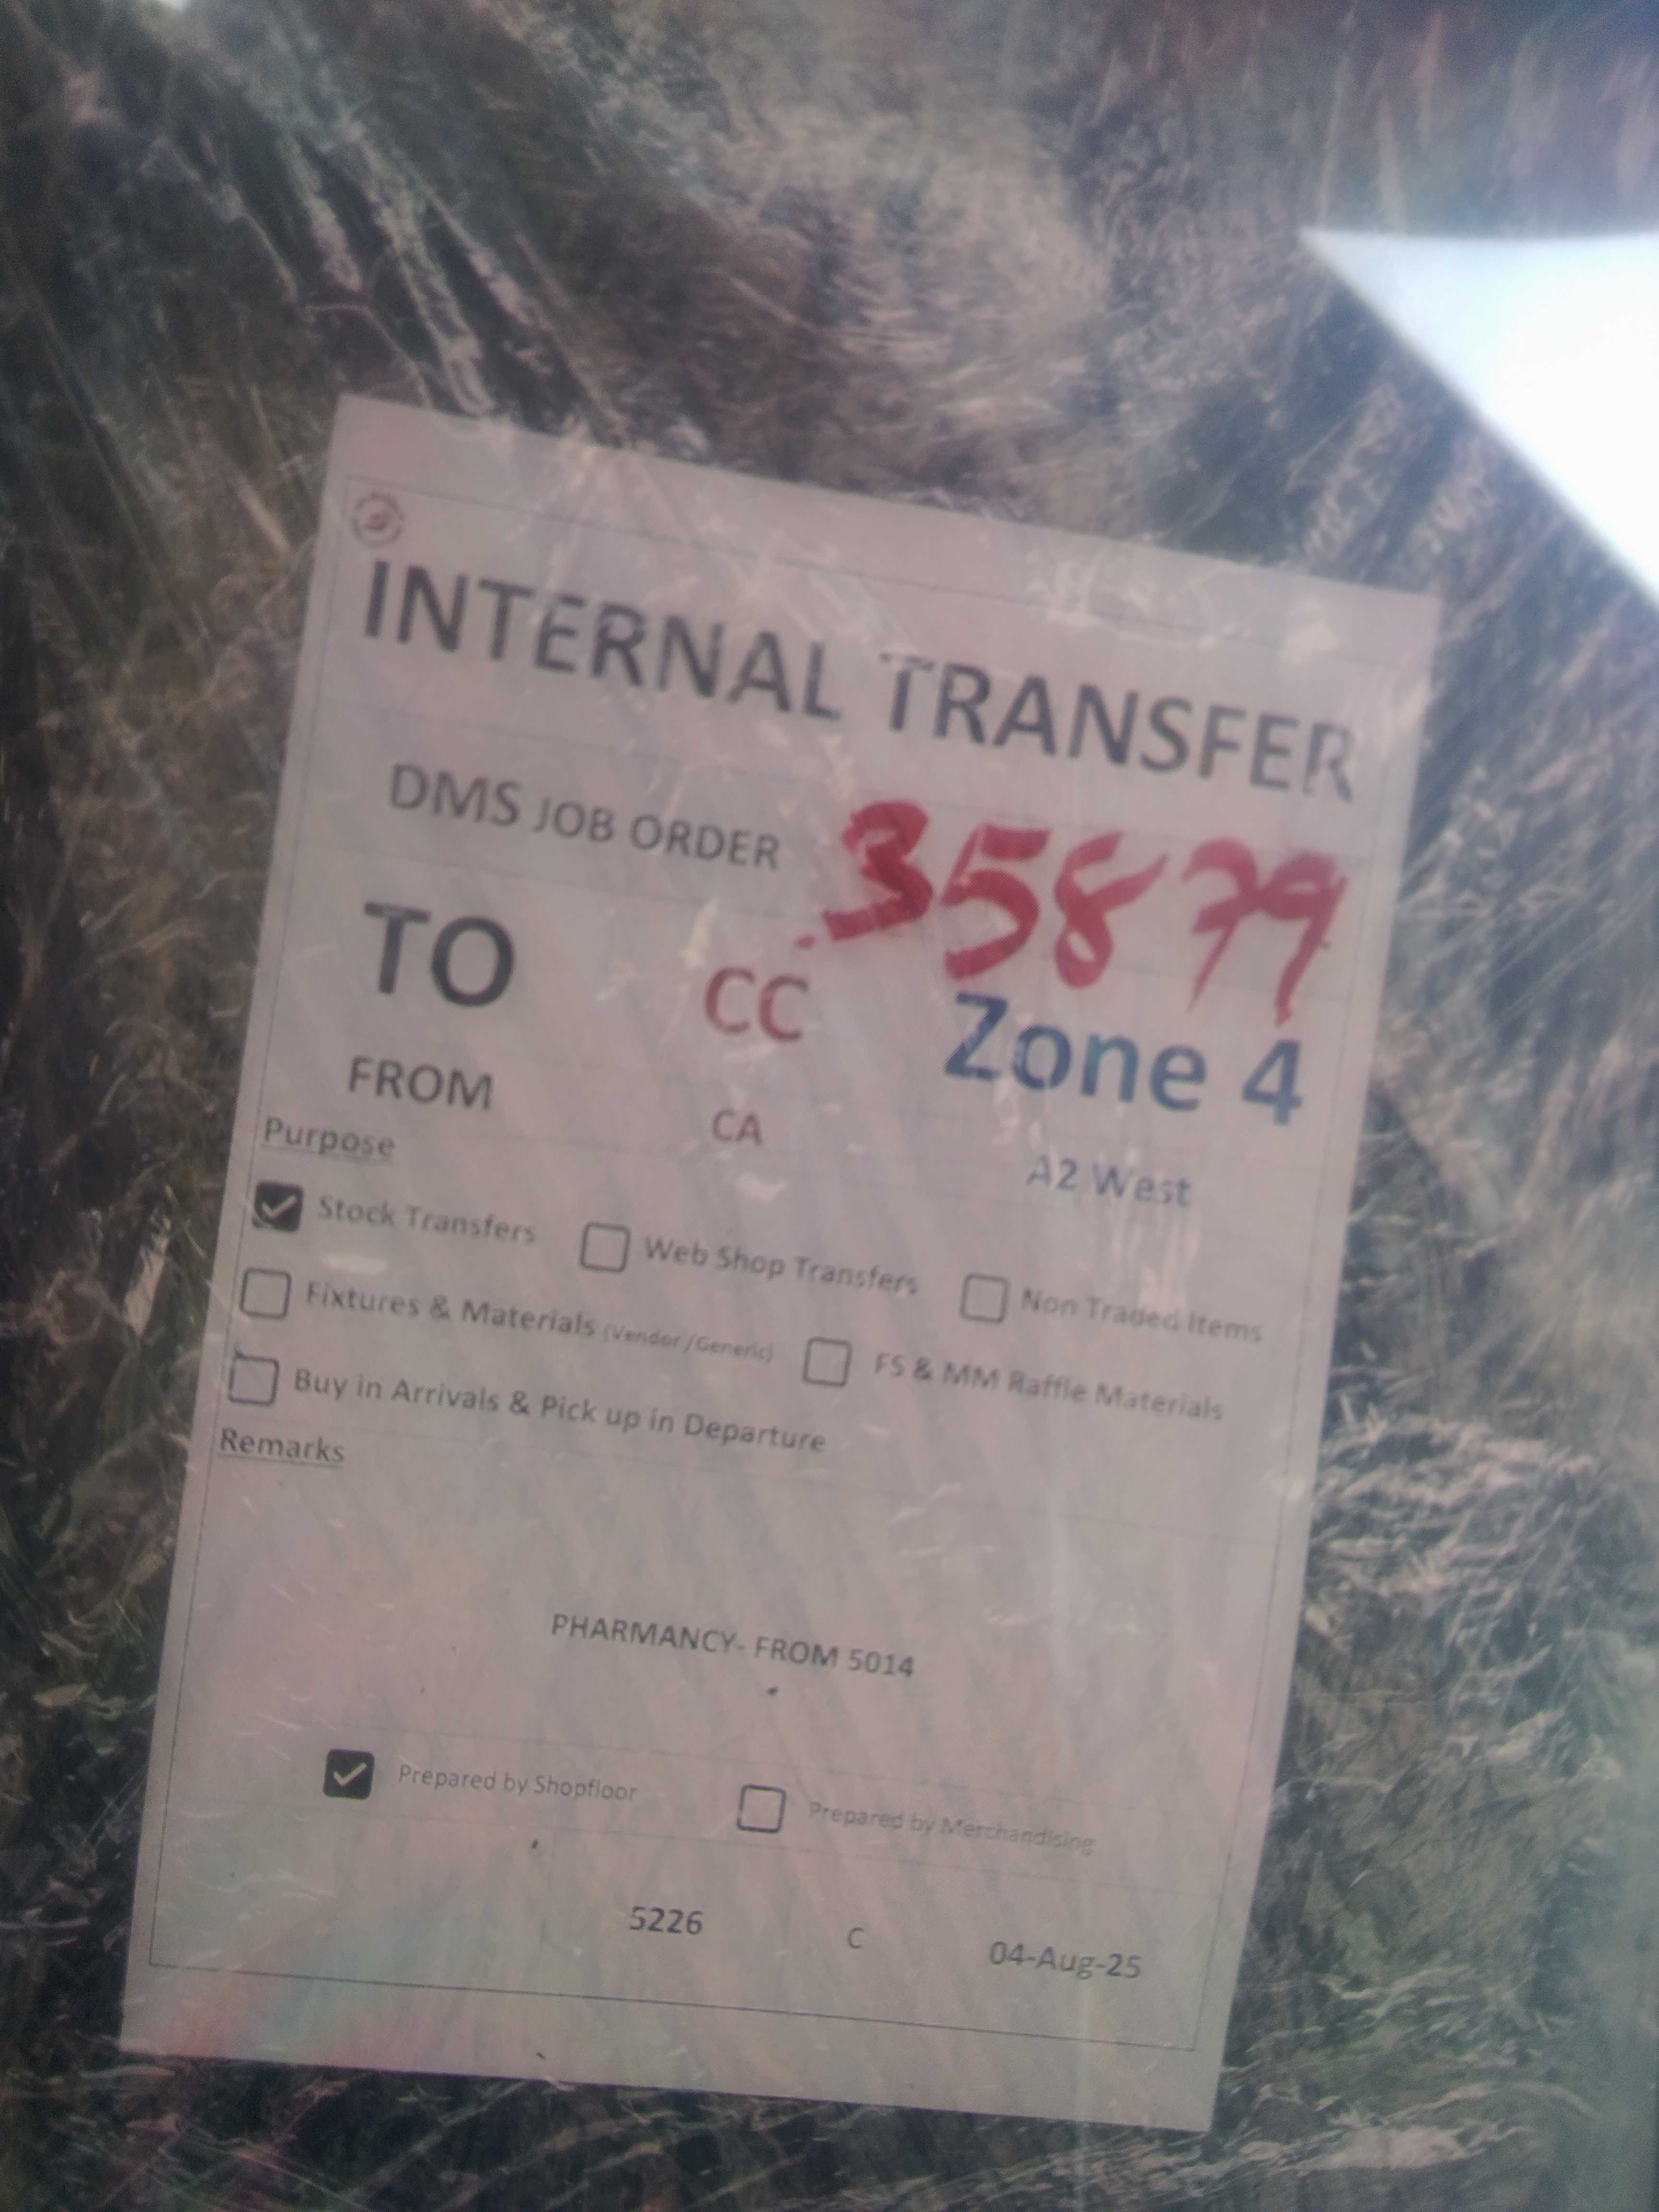 INTERNAL TRANSFER
DMS JOB ORDER 35879
TO CC Zone 4
FROM CA A2 West
Purpose
Stock Transfers Web Shop Transfers Non Traded Items
Fixtures & Materials (Vendor/Generic) FS & MM Raffle Materials
Buy in Arrivals & Pick up in Departure
Remarks
PHARMANCY- FROM 5014
Prepared by Shopfloor Prepared by Merchandising
5226 C 04-Aug-25